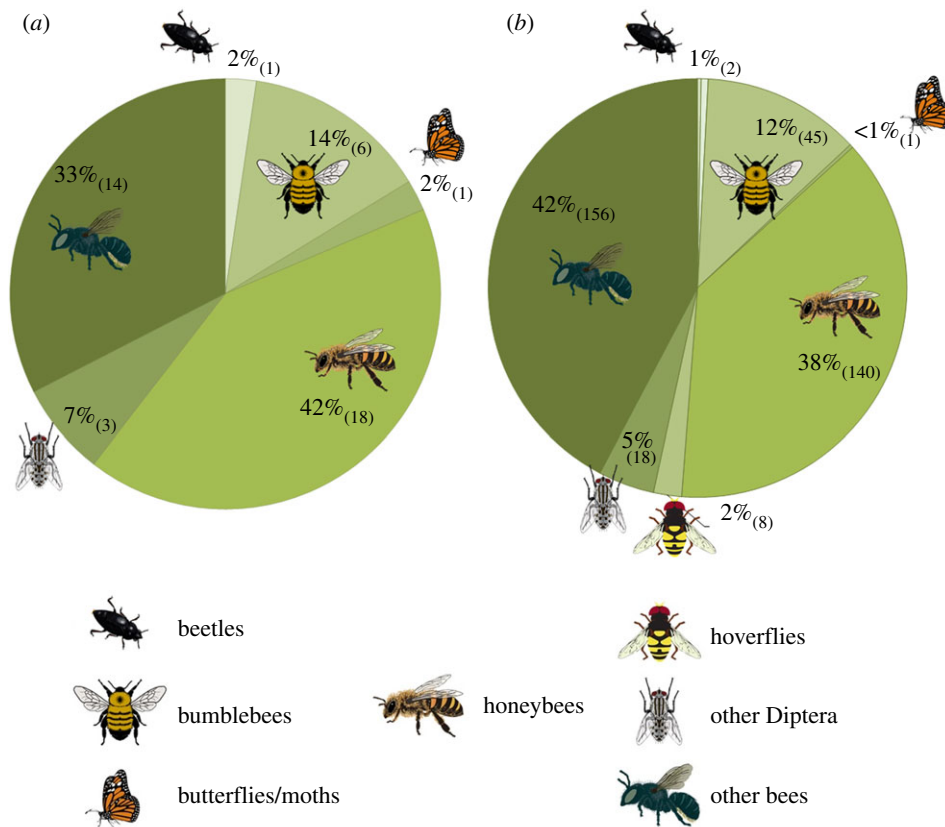 (a)
2%(1)
14%(6)
2%(1)
33%(14)
42%(18)
7%(3)
(b)
1%(2)
12%(45)
<1%(1)
42%(156)
38%(140)
5%
(18)
2%(8)
beetles
bumblebees
butterflies/moths
honeybees
hoverflies
other Diptera
other bees